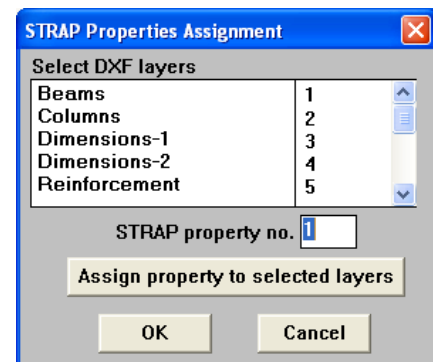 STRAP Properties Assignment
Select DXF layers
Beams 1
Columns 2
Dimensions-1 3
Dimensions-2 4
Reinforcement 5
STRAP property no. 1
Assign property to selected layers
OK Cancel